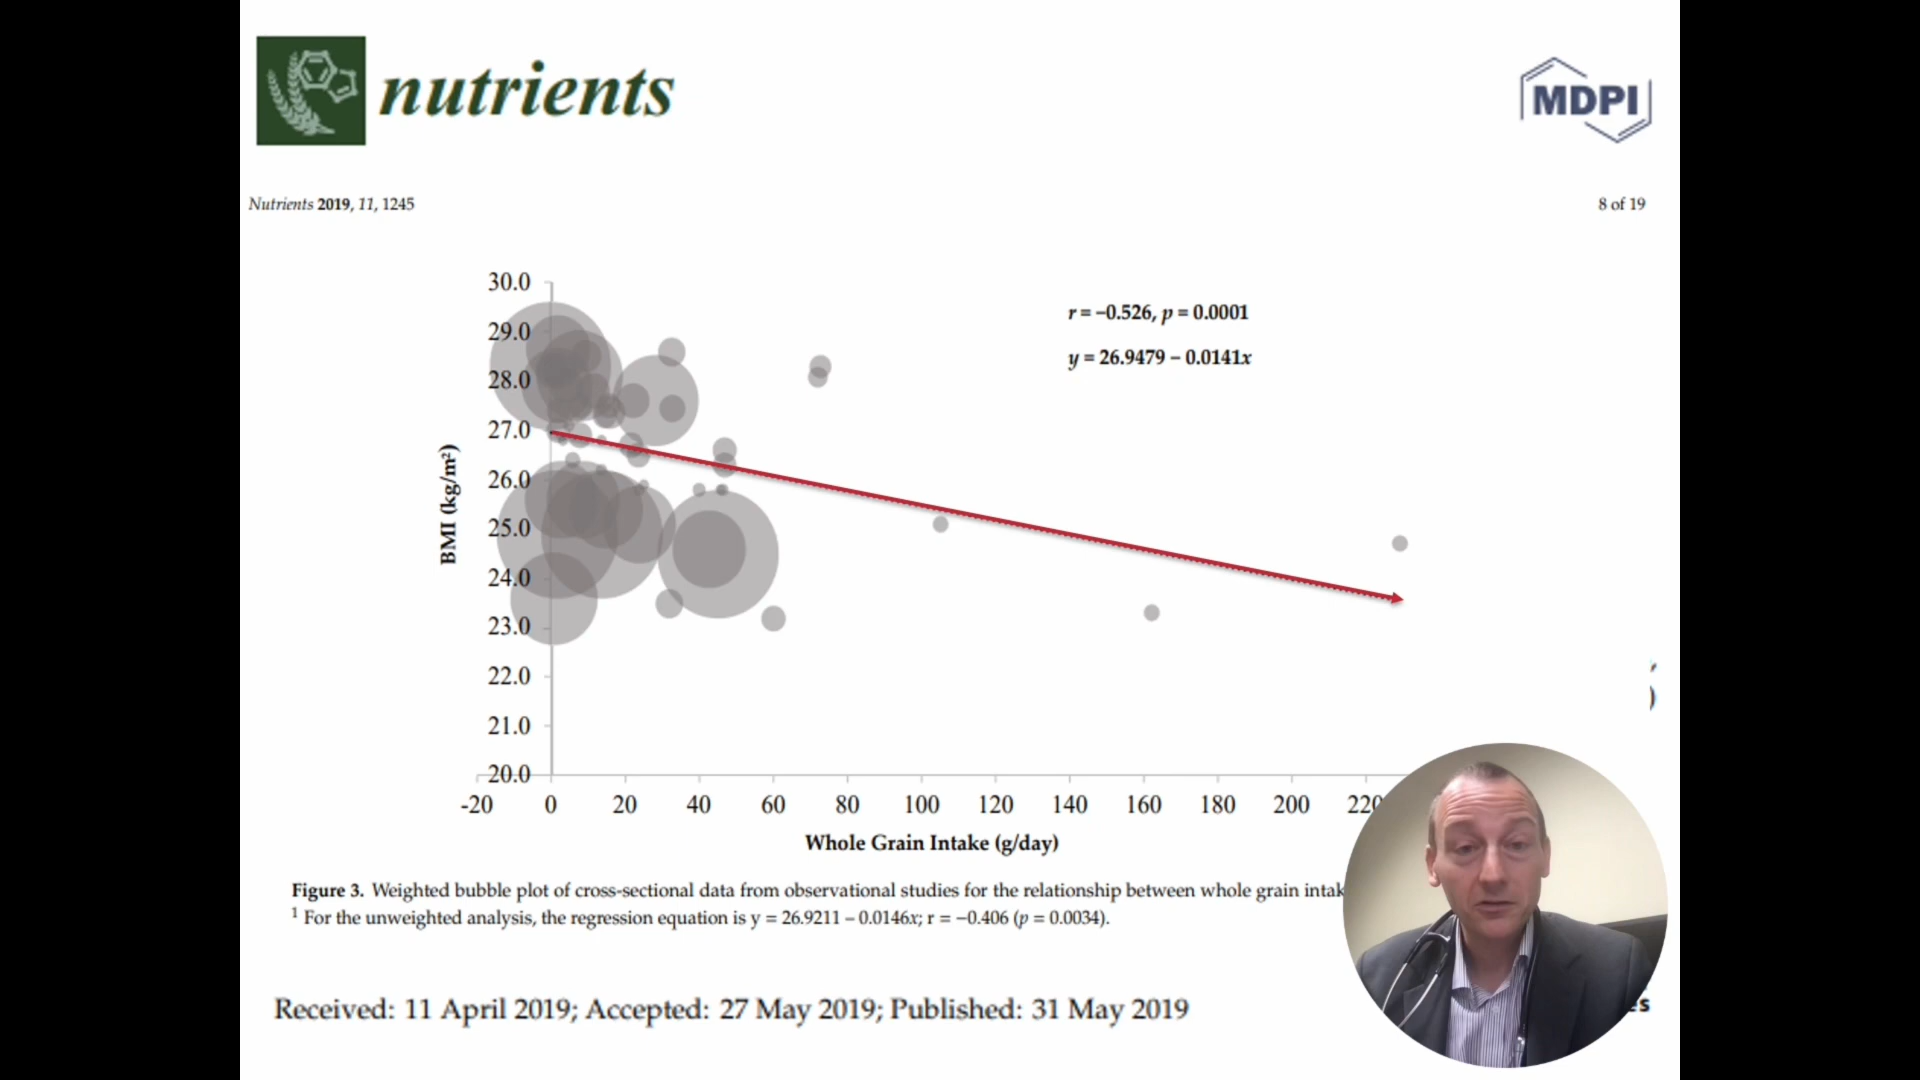 nutrients
MDPI
Nutrients 2019, 11, 1245
8 of 19
30.0
29.0
28.0
27.0
26.0
25.0
24.0
23.0
22.0
21.0
20.0
BMI (kg/m²)
r = −0.526, p = 0.0001
y = 26.9479 – 0.0141x
-20 0 20 40 60 80 100 120 140 160 180 200 220
Whole Grain Intake (g/day)
Figure 3. Weighted bubble plot of cross-sectional data from observational studies for the relationship between whole grain intak
1 For the unweighted analysis, the regression equation is y = 26.9211 – 0.0146x; r = −0.406 (p = 0.0034).
Received: 11 April 2019; Accepted: 27 May 2019; Published: 31 May 2019